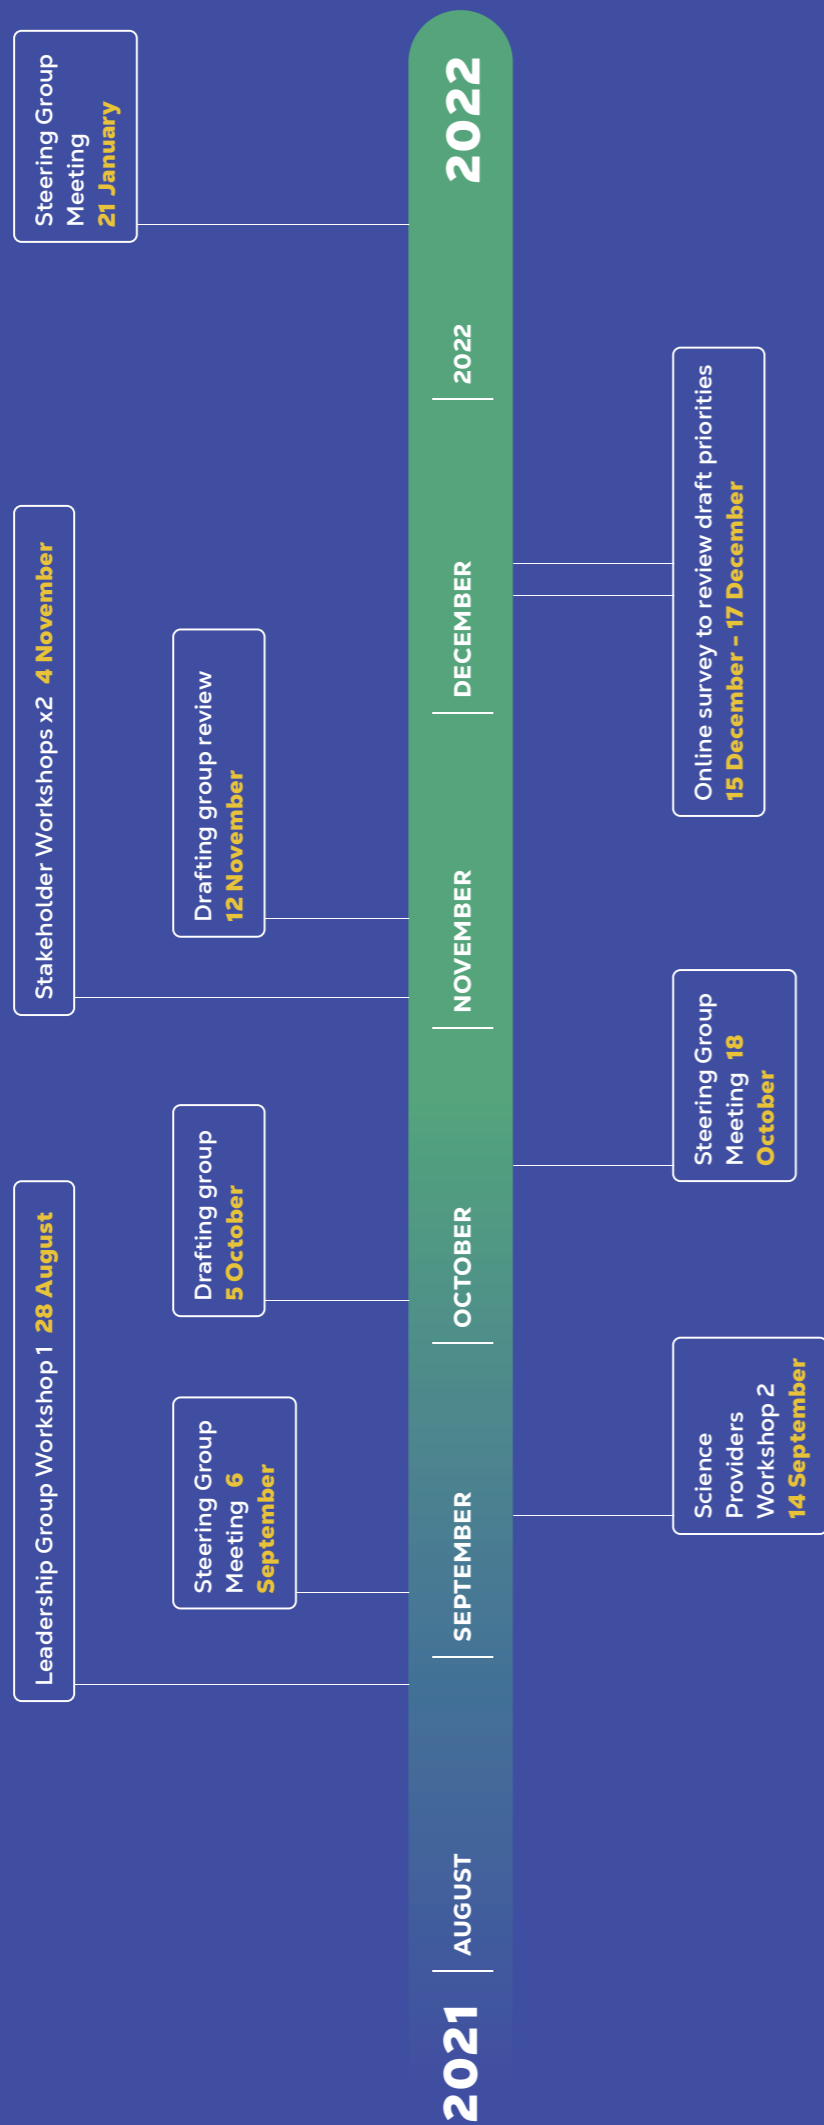 2021
AUGUST
SEPTEMBER
OCTOBER
NOVEMBER
DECEMBER
2022
2022
Leadership Group Workshop 1 28 August
Steering Group
Meeting 6
September
Science
Providers
Workshop 2
14 September
Drafting group
5 October
Steering Group
Meeting 18
October
Stakeholder Workshops x2 4 November
Drafting group review
12 November
Online survey to review draft priorities
15 December – 17 December
Steering Group
Meeting
21 January